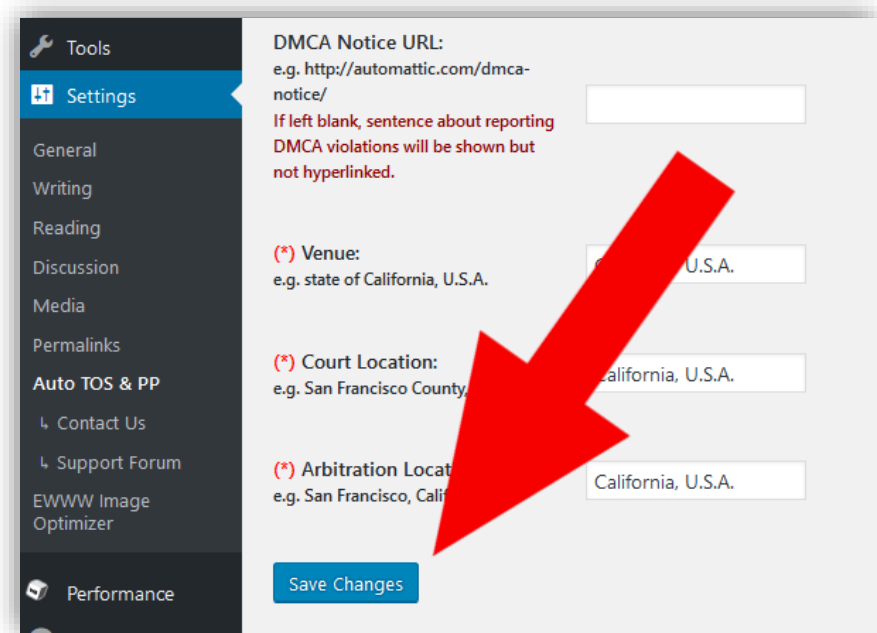 Tools
Settings
General
Writing
Reading
Discussion
Media
Permalinks
Auto TOS & PP
↳ Contact Us
↳ Support Forum
EWWW Image
Optimizer
Performance
DMCA Notice URL:
e.g. http://automattic.com/dmca-
notice/
If left blank, sentence about reporting
DMCA violations will be shown but
not hyperlinked.
(*) Venue:
e.g. state of California, U.S.A.
U.S.A.
(*) Court Location:
e.g. San Francisco County,
California, U.S.A.
(*) Arbitration
e.g. San Francisco,
California, U.S.A.
Save Changes